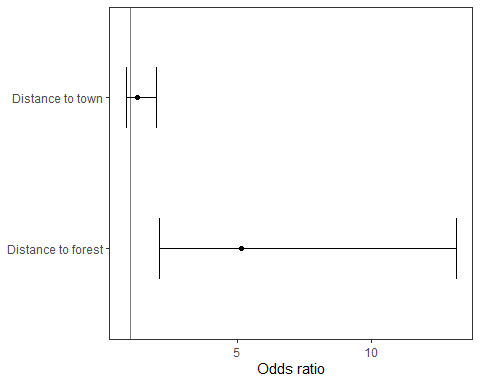 Distance to town
Distance to forest
5
10
Odds ratio